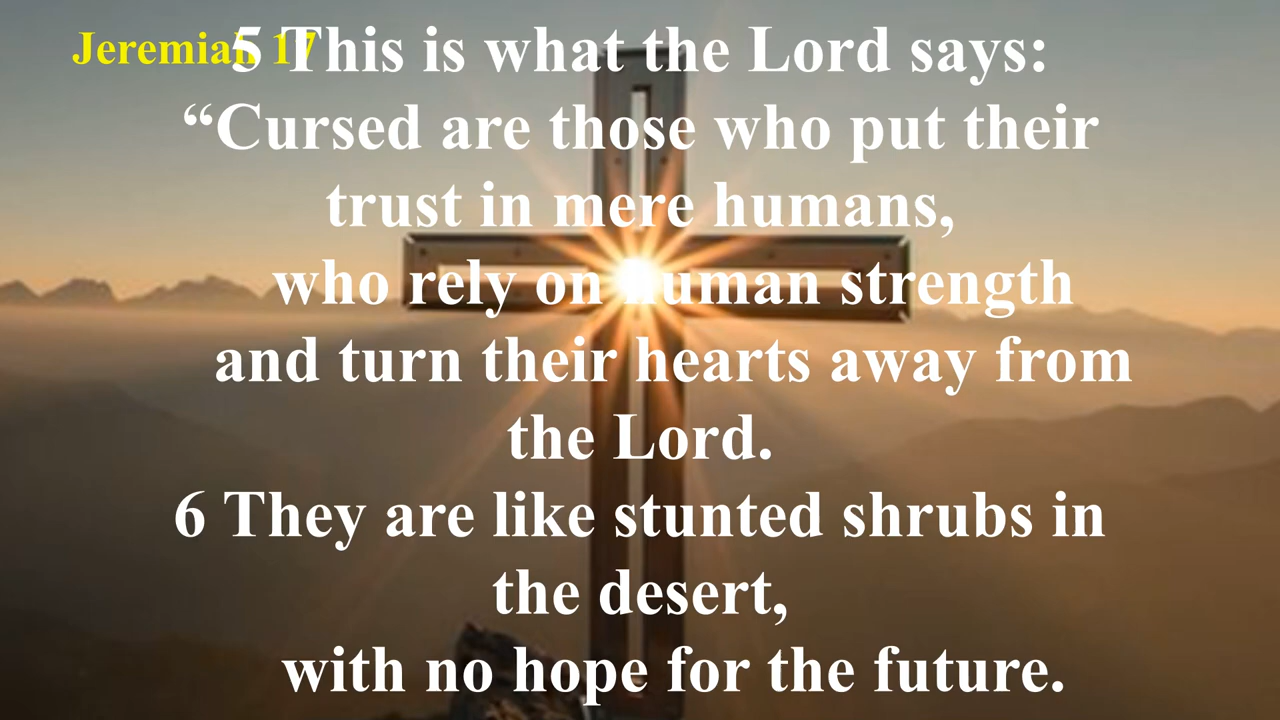 Jeremiah 17
5 This is what the Lord says:
“Cursed are those who put their
trust in mere humans,
who rely on human strength
and turn their hearts away from
the Lord.
6 They are like stunted shrubs in
the desert,
with no hope for the future.